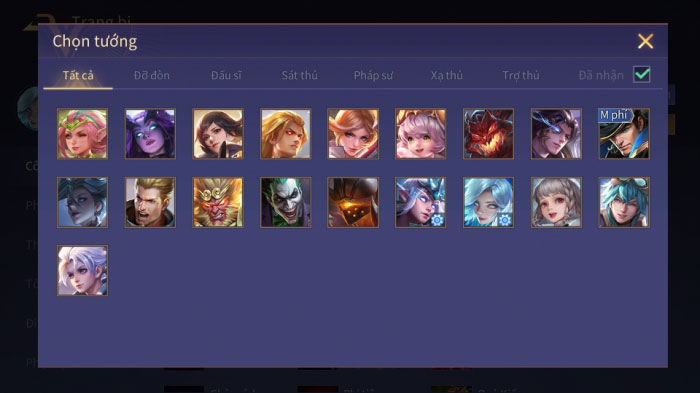 Trang bị
Chọn tướng
Tất cả
Đỡ đòn
Đấu sĩ
Sát thủ
Pháp sư
Xạ thủ
Trợ thủ
Đã nhận
M.phí